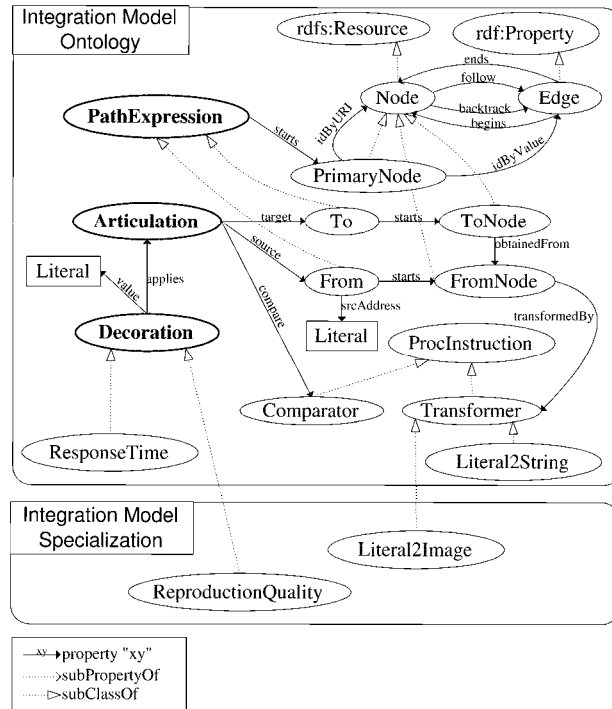 Integration Model
Ontology
rdfs:Resource
rdf:Property
ends
follow
Node
Edge
backtrack
begins
PathExpression
starts
idByURI
idByValue
PrimaryNode
Articulation
target
To
starts
ToNode
obtainedFrom
source
Literal
value
applies
From
starts
FromNode
srcAddress
compare
Literal
transformedBy
Decoration
ProcInstruction
Comparator
Transformer
ResponseTime
Literal2String
Integration Model
Specialization
Literal2Image
ReproductionQuality
xy property "xy"
subPropertyOf
subClassOf